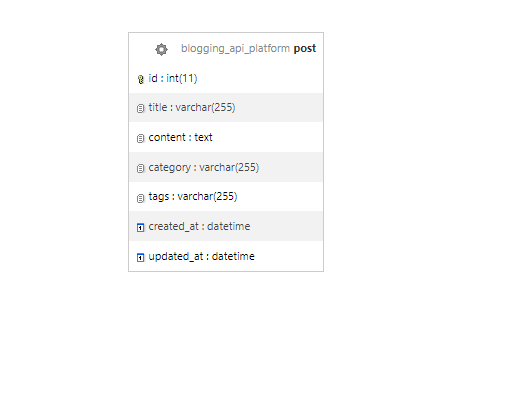 blogging_api_platform post
id : int(11)
title : varchar(255)
content : text
category : varchar(255)
tags : varchar(255)
created_at : datetime
updated_at : datetime